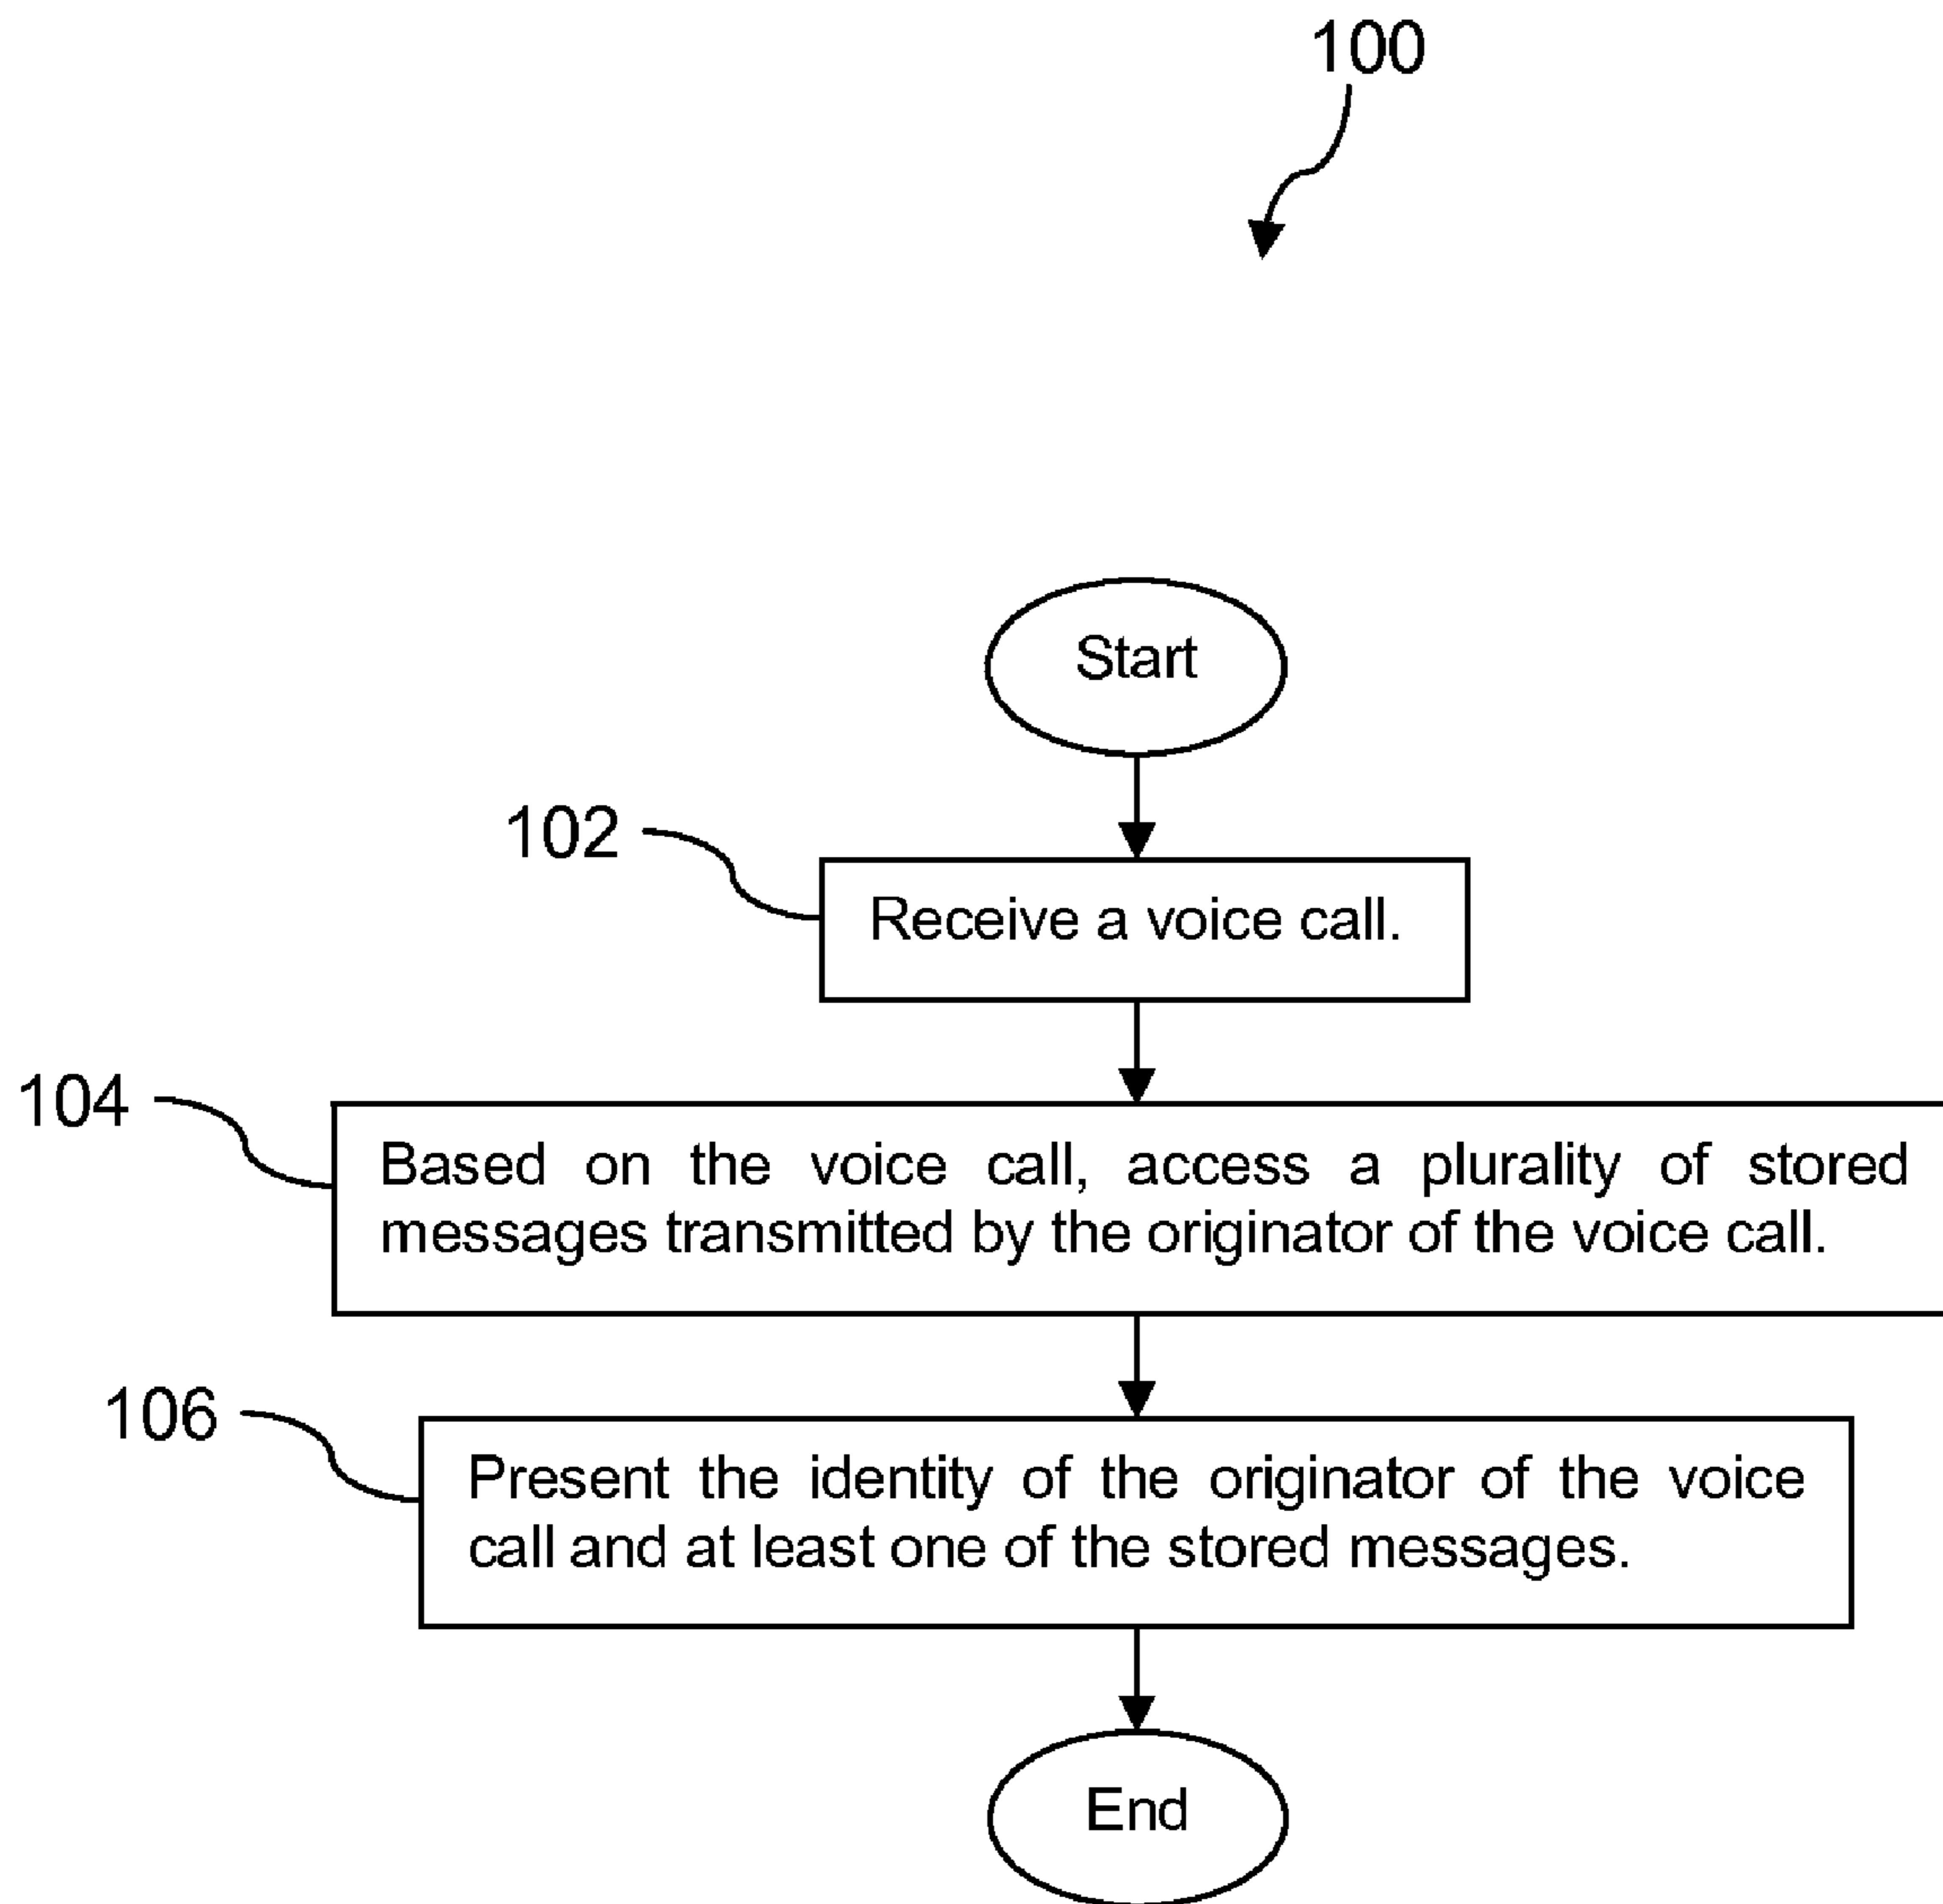 100
Start
102
Receive a voice call.
104
Based on the voice call, access a plurality of stored
messages transmitted by the originator of the voice call.
106
Present the identity of the originator of the voice
call and at least one of the stored messages.
End